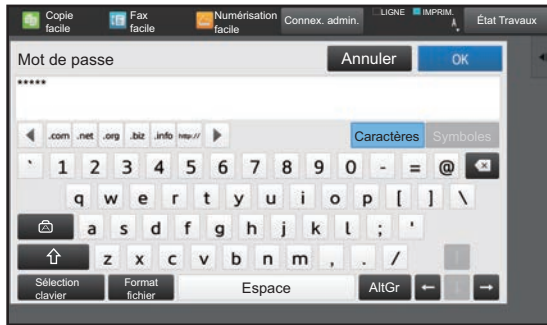 Copie facile
Fax facile
Numérisation facile
Connex. admin.
LIGNE
IMPRIM.
État Travaux
Mot de passe
Annuler
OK
*****
.com .net .org .biz .info http://
Caractères
Symboles
` 1 2 3 4 5 6 7 8 9 0 - = @
q w e r t y u i o p [ ] \
a s d f g h j k l ; '
z x c v b n m , . /
Sélection clavier
Format fichier
Espace
AltGr